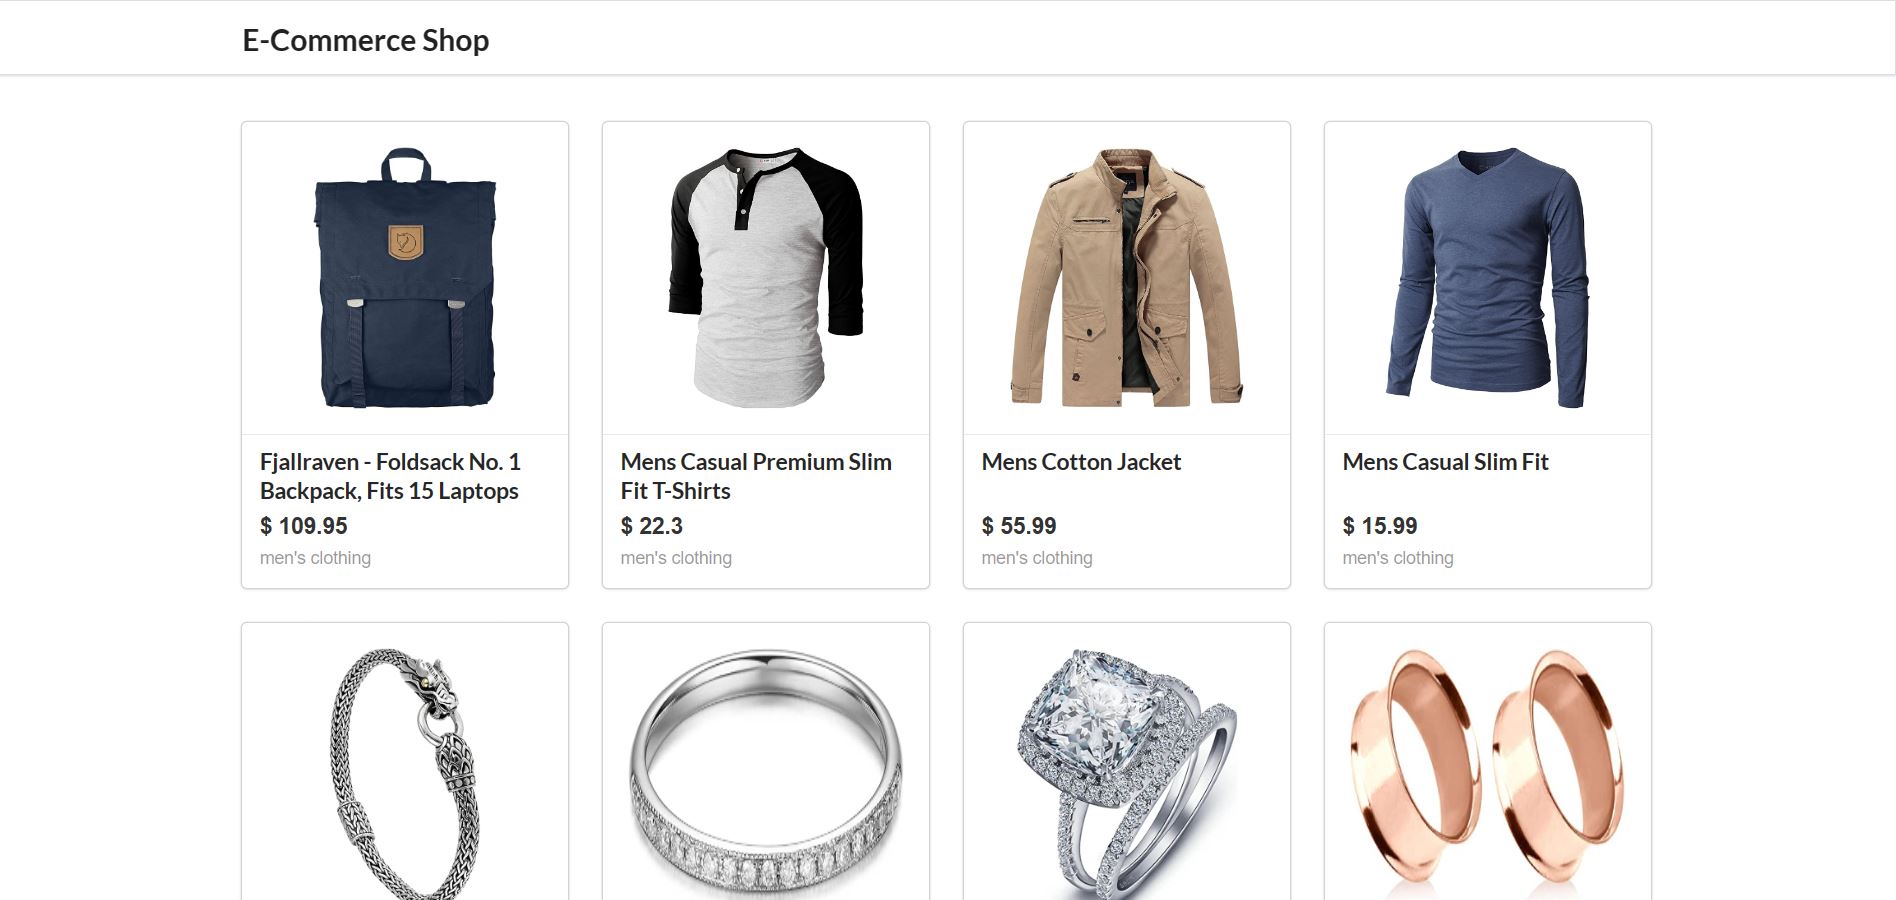 E-Commerce Shop
Fjallraven - Foldsack No. 1
Backpack, Fits 15 Laptops
$ 109.95
men's clothing
Mens Casual Premium Slim
Fit T-Shirts
$ 22.3
men's clothing
Mens Cotton Jacket
$ 55.99
men's clothing
Mens Casual Slim Fit
$ 15.99
men's clothing